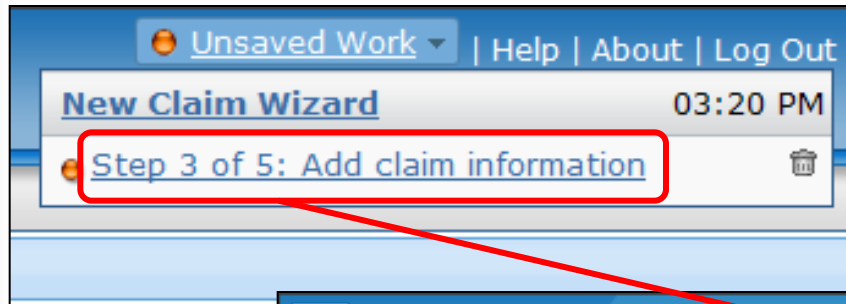 Unsaved Work | Help | About | Log Out
New Claim Wizard 03:20 PM
Step 3 of 5: Add claim information